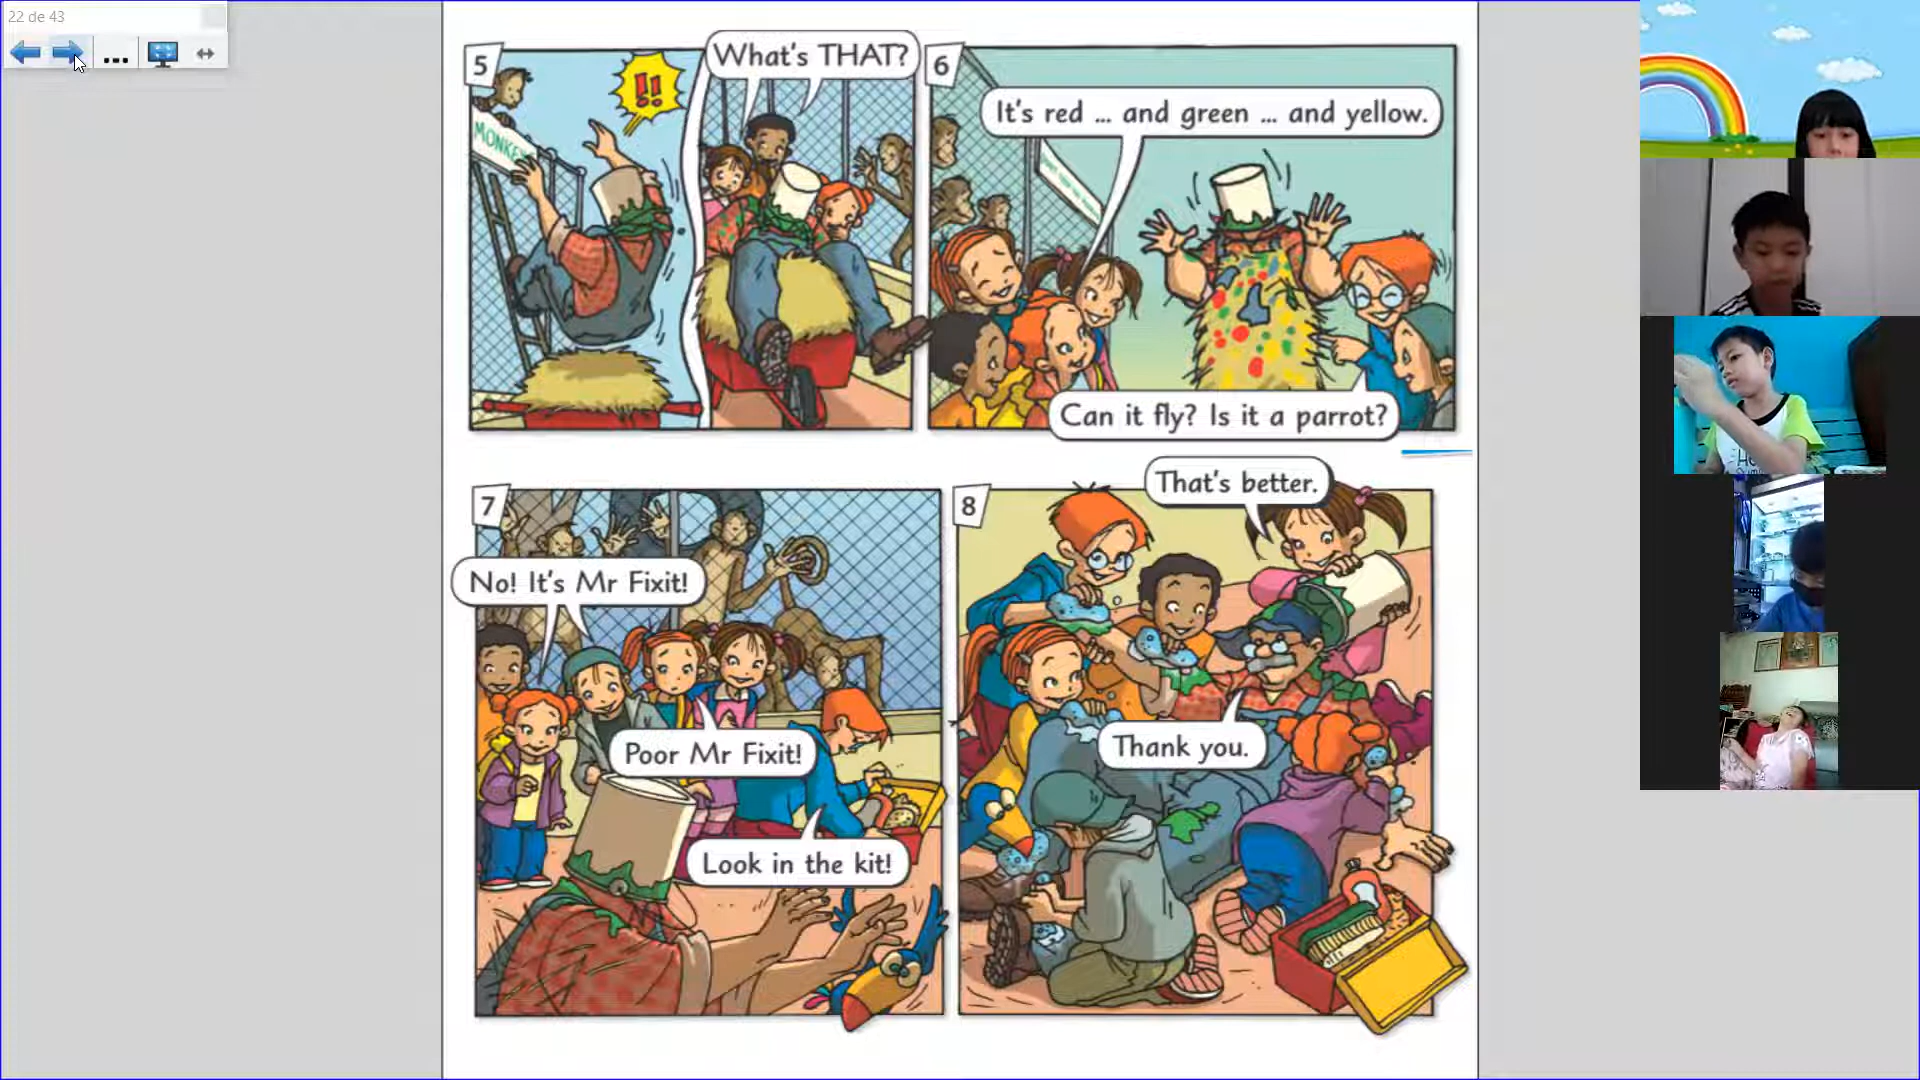 22 de 43
5
!!
What's THAT?
6
It's red ... and green ... and yellow.
Can it fly? Is it a parrot?
7
No! It's Mr Fixit!
Poor Mr Fixit!
Look in the kit!
8
That's better.
Thank you.